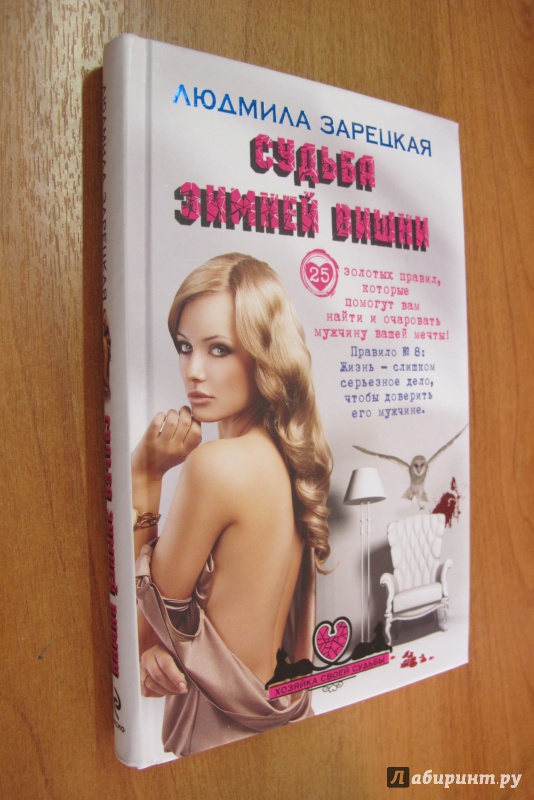 ЛЮДМИЛА ЗАРЕЦКАЯ
СУДЬБА
ЗИМНЕЙ ВИШНИ
25 золотых правил,
которые
помогут вам
найти и очаровать
мужчину вашей мечты!
Правило № 8:
Жизнь – слишком
серьезное дело,
чтобы доверить
его мужчине.
ХОЗЯЙКА СВОЕЙ СУДЬБЫ
Лабиринт.ру